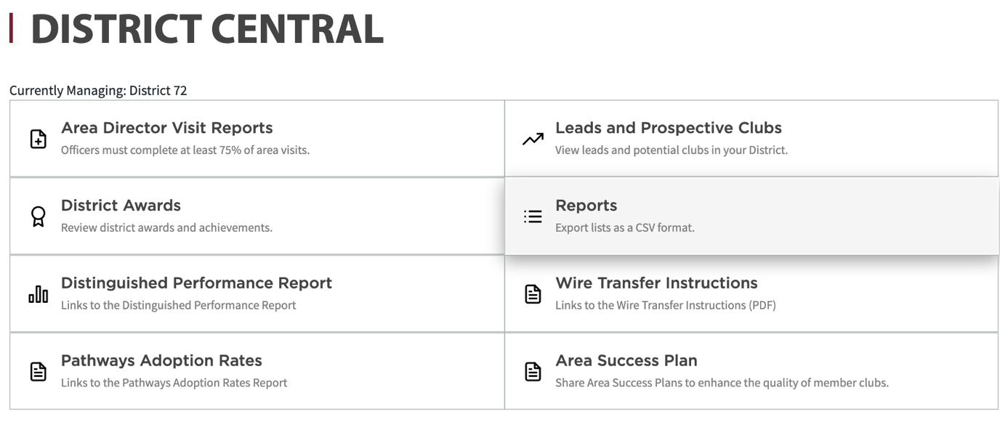 DISTRICT CENTRAL
Currently Managing: District 72
Area Director Visit Reports
Officers must complete at least 75% of area visits.
Leads and Prospective Clubs
View leads and potential clubs in your District.
District Awards
Review district awards and achievements.
Reports
Export lists as a CSV format.
Distinguished Performance Report
Links to the Distinguished Performance Report
Wire Transfer Instructions
Links to the Wire Transfer Instructions (PDF)
Pathways Adoption Rates
Links to the Pathways Adoption Rates Report
Area Success Plan
Share Area Success Plans to enhance the quality of member clubs.